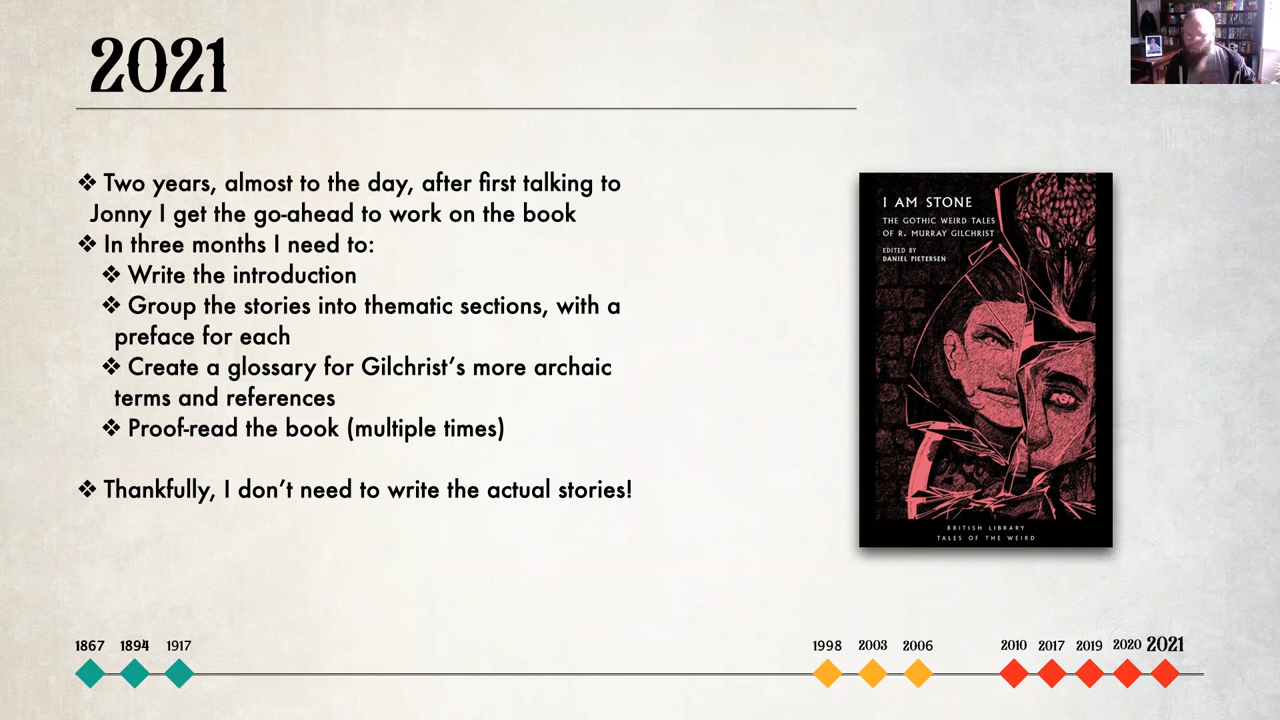 2021
❖ Two years, almost to the day, after first talking to
Jonny I get the go-ahead to work on the book
❖ In three months I need to:
❖ Write the introduction
❖ Group the stories into thematic sections, with a
preface for each
❖ Create a glossary for Gilchrist’s more archaic
terms and references
❖ Proof-read the book (multiple times)
❖ Thankfully, I don’t need to write the actual stories!
I AM STONE
THE GOTHIC WEIRD TALES
OF R. MURRAY GILCHRIST
EDITED BY
DANIEL PIETERSEN
BRITISH LIBRARY
TALES OF THE WEIRD
1867 1894 1917 1998 2003 2006 2010 2017 2019 2020 2021